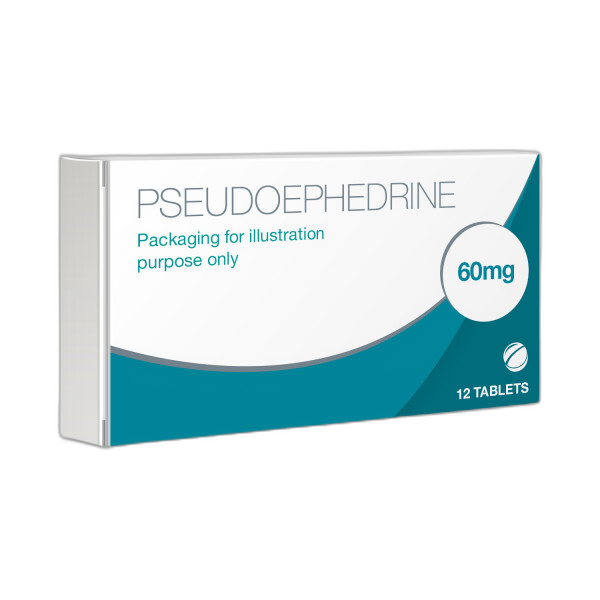 PSEUDOEPHEDRINE
Packaging for illustration
purpose only
60mg
12 TABLETS